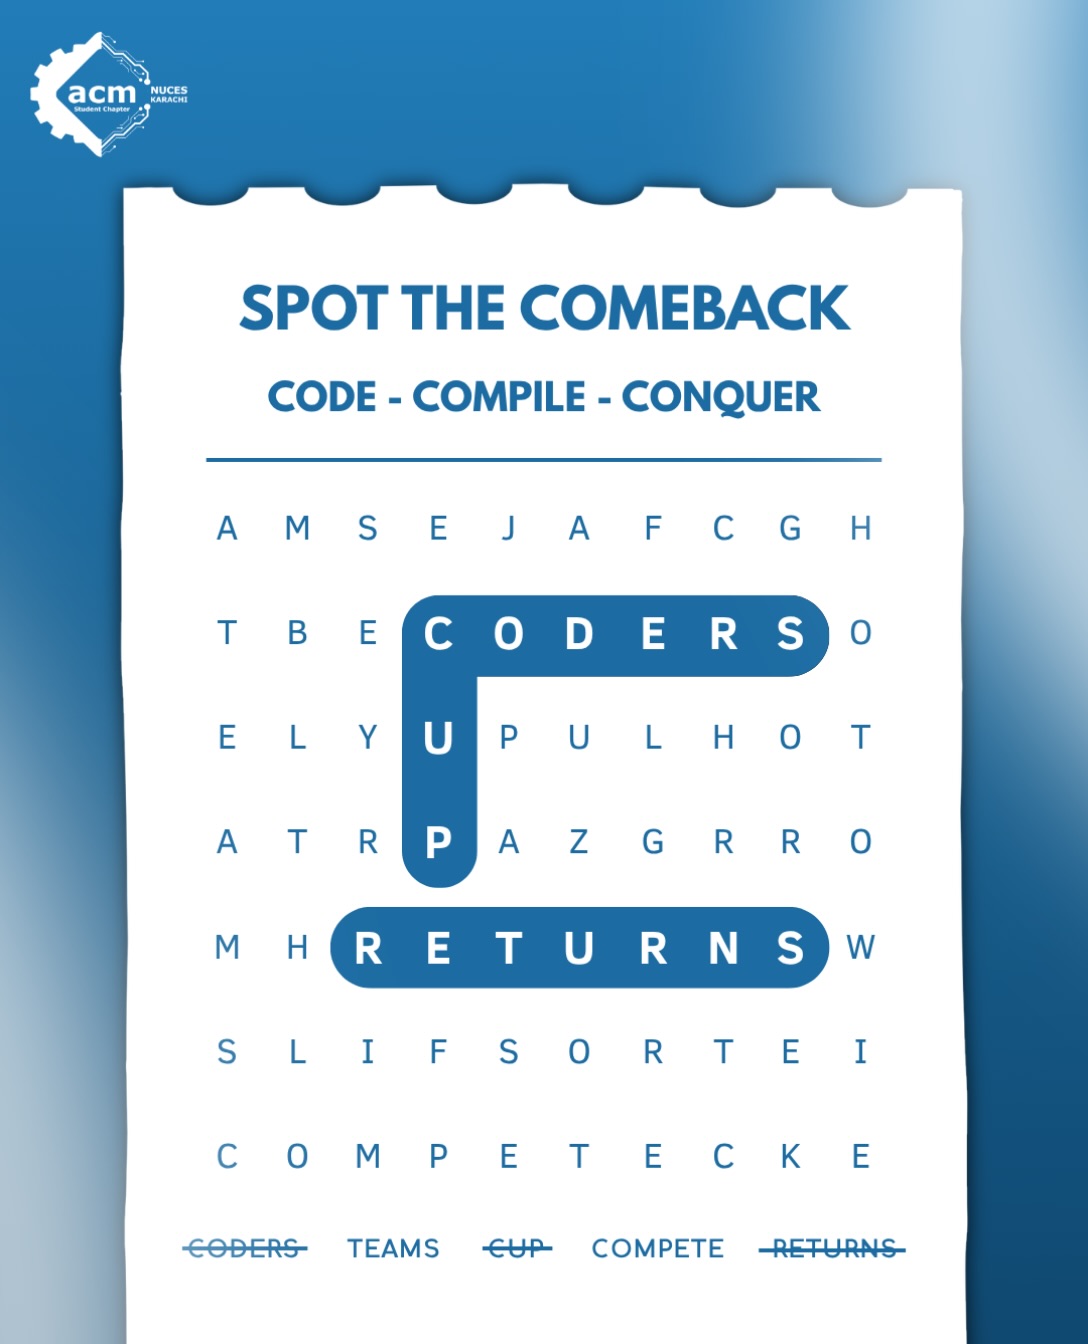 acm
Student Chapter
NUCES
KARACHI
SPOT THE COMEBACK
CODE - COMPILE - CONQUER
A M S E J A F C G H
T B E C O D E R S O
E L Y U P U L H O T
A T R P A Z G R R O
M H R E T U R N S W
S L I F S O R T E I
C O M P E T E C K E
CODERS TEAMS CUP COMPETE RETURNS